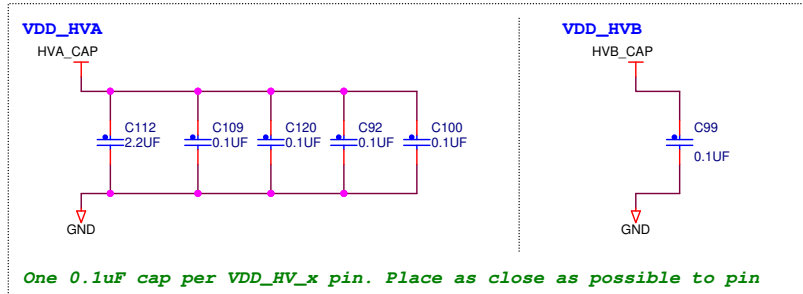 VDD_HVA
HVA_CAP
C112
2.2UF
C109
0.1UF
C120
0.1UF
C92
0.1UF
C100
0.1UF
GND
VDD_HVB
HVB_CAP
C99
0.1UF
GND
One 0.1uF cap per VDD_HV_x pin. Place as close as possible to pin